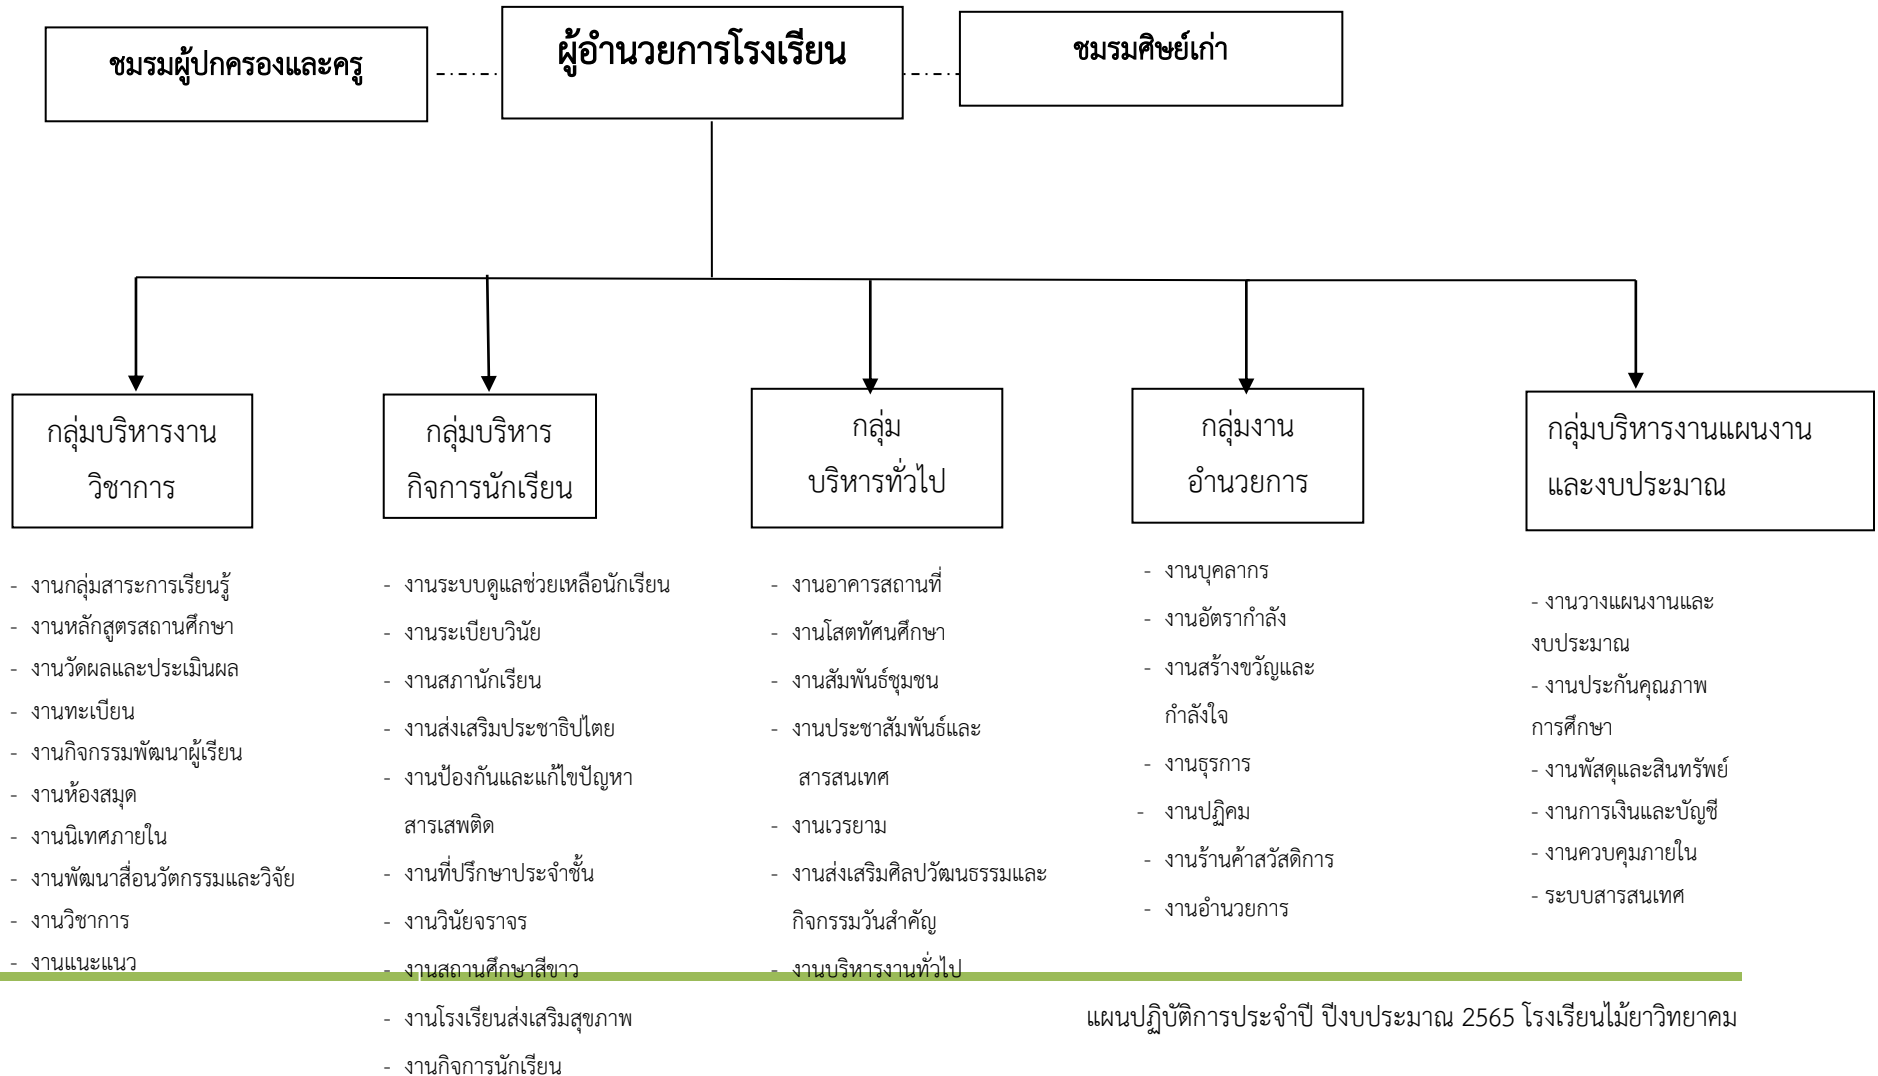 ชมรมผู้ปกครองและครู
ผู้อำนวยการโรงเรียน
ชมรมศิษย์เก่า
กลุ่มบริหารงาน
วิชาการ
กลุ่มบริหาร
กิจการนักเรียน
กลุ่ม
บริหารทั่วไป
กลุ่มงาน
อำนวยการ
กลุ่มบริหารงานแผนงาน
และงบประมาณ
- งานกลุ่มสาระการเรียนรู้
- งานหลักสูตรสถานศึกษา
- งานวัดผลและประเมินผล
- งานทะเบียน
- งานกิจกรรมพัฒนาผู้เรียน
- งานห้องสมุด
- งานนิเทศภายใน
- งานพัฒนาสื่อนวัตกรรมและวิจัย
- งานวิชาการ
- งานแนะแนว
- งานระบบดูแลช่วยเหลือนักเรียน
- งานระเบียบวินัย
- งานสภานักเรียน
- งานส่งเสริมประชาธิปไตย
- งานป้องกันและแก้ไขปัญหา
สารเสพติด
- งานที่ปรึกษาประจำชั้น
- งานวินัยจราจร
- งานสถานศึกษาสีขาว
- งานโรงเรียนส่งเสริมสุขภาพ
- งานกิจการนักเรียน
- งานอาคารสถานที่
- งานโสตทัศนศึกษา
- งานสัมพันธ์ชุมชน
- งานประชาสัมพันธ์และ
สารสนเทศ
- งานเวรยาม
- งานส่งเสริมศิลปวัฒนธรรมและ
กิจกรรมวันสำคัญ
- งานบริหารงานทั่วไป
- งานบุคลากร
- งานอัตรากำลัง
- งานสร้างขวัญและ
กำลังใจ
- งานธุรการ
- งานปฏิคม
- งานร้านค้าสวัสดิการ
- งานอำนวยการ
- งานวางแผนงานและ
งบประมาณ
- งานประกันคุณภาพ
การศึกษา
- งานพัสดุและสินทรัพย์
- งานการเงินและบัญชี
- งานควบคุมภายใน
- ระบบสารสนเทศ
แผนปฏิบัติการประจำปี ปีงบประมาณ 2565 โรงเรียนไม้ยาวิทยาคม